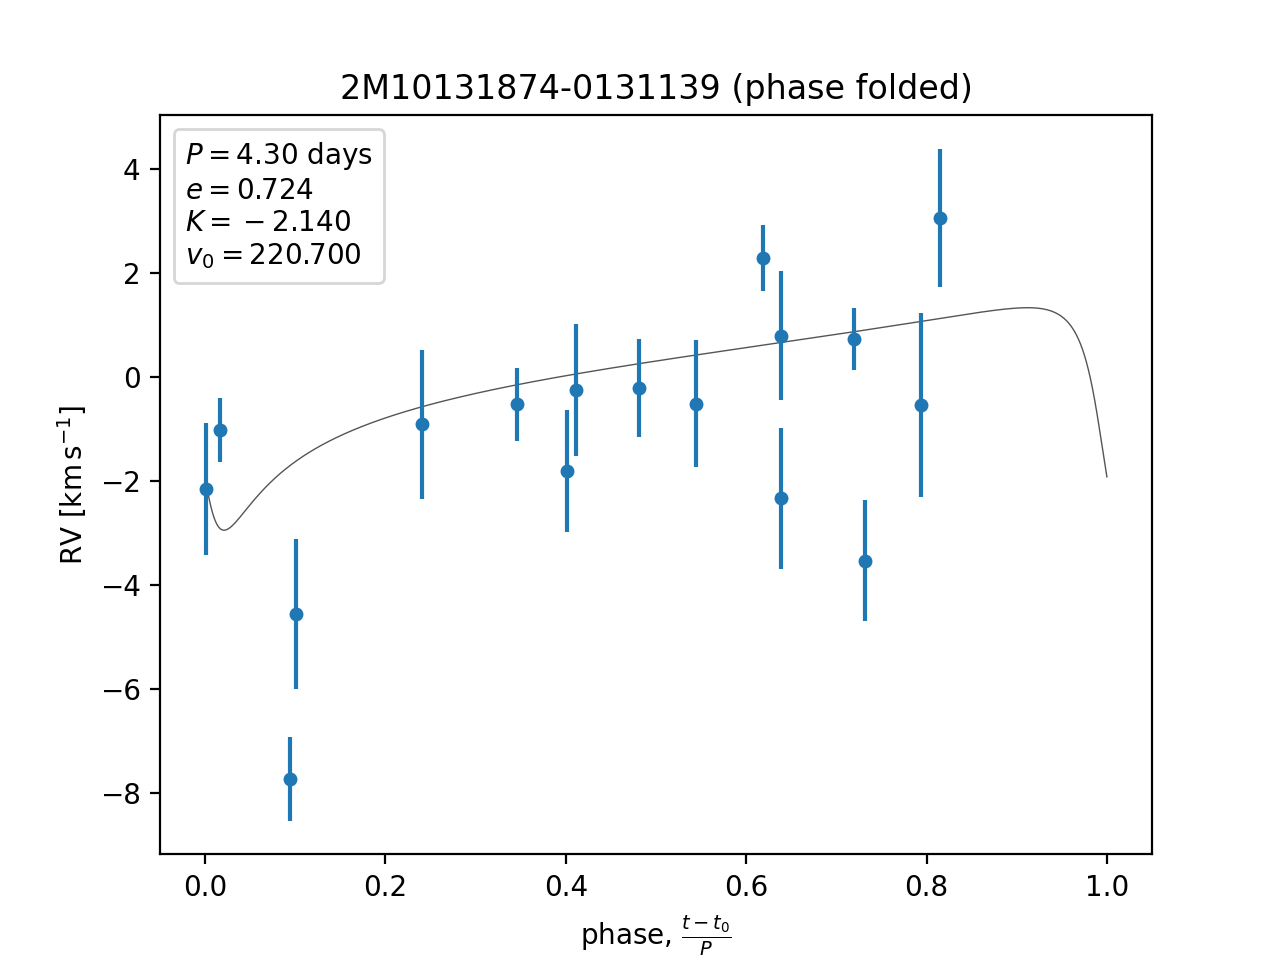 2M10131874-0131139 (phase folded)
P = 4.30 days
e = 0.724
K = −2.140
v₀ = 220.700
4
2
0
−2
−4
−6
−8
RV [km s⁻¹]
0.0 0.2 0.4 0.6 0.8 1.0
phase, (t − t₀)/P